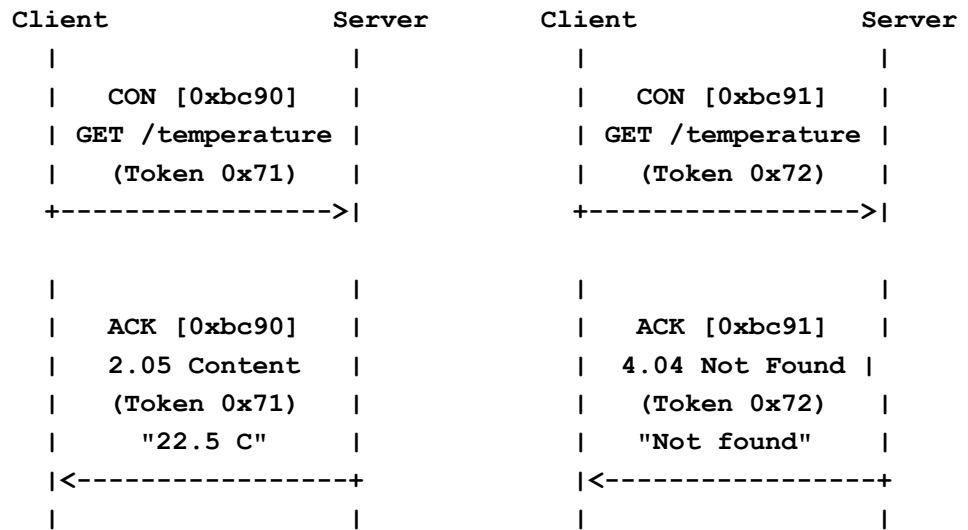 Client                Server          Client                Server
  |                  |             |                  |
  |   CON [0xbc90]   |             |   CON [0xbc91]   |
  | GET /temperature |             | GET /temperature |
  |   (Token 0x71)   |             |   (Token 0x72)   |
  +----------------->|             +----------------->|
  |                  |             |                  |
  |   ACK [0xbc90]   |             |   ACK [0xbc91]   |
  |   2.05 Content   |             |  4.04 Not Found |
  |   (Token 0x71)   |             |   (Token 0x72)   |
  |     "22.5 C"     |             |   "Not found"    |
  |<-----------------+             |<-----------------+
  |                  |             |                  |